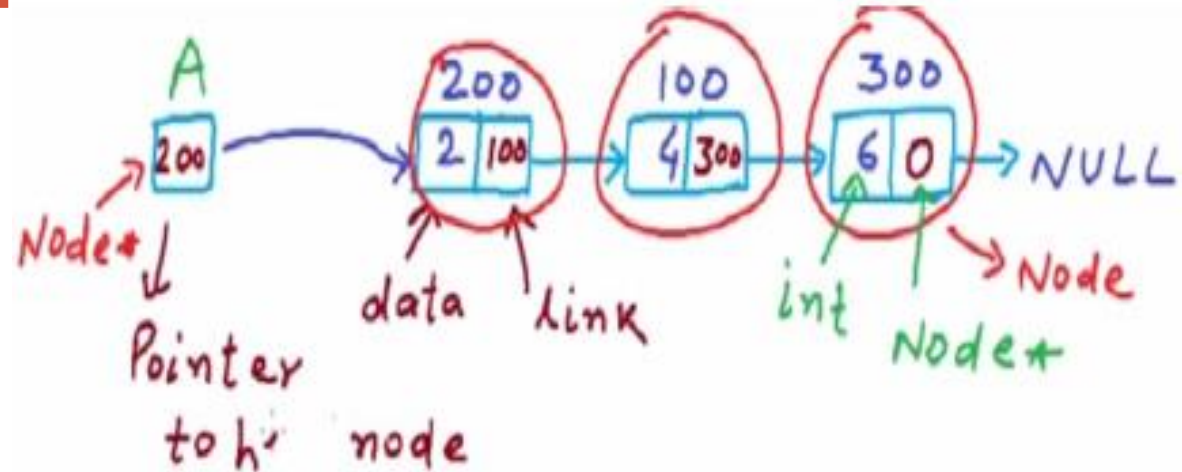 A
200
200
2 100
100
4 300
300
6 0
NULL
Node*
data
link
int
Node*
Node
Pointer
to node